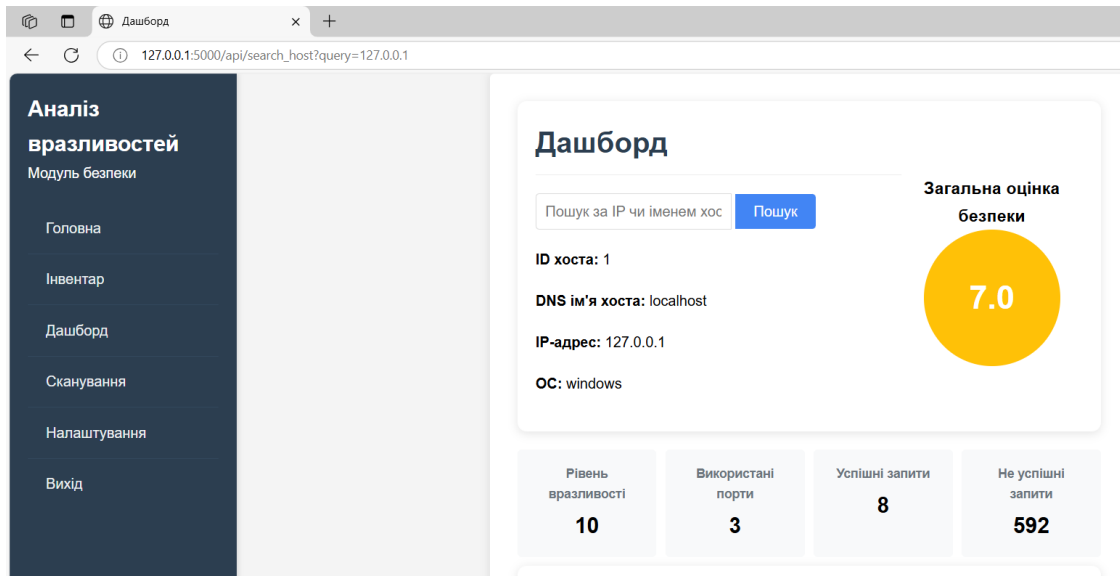 Дашборд
127.0.0.1:5000/api/search_host?query=127.0.0.1
Аналіз
вразливостей
Модуль безпеки
Головна
Інвентар
Дашборд
Сканування
Налаштування
Вихід
Дашборд
Пошук за IP чи іменем хос
Пошук
ID хоста: 1
DNS ім'я хоста: localhost
IP-адрес: 127.0.0.1
ОС: windows
Загальна оцінка
безпеки
7.0
Рівень
вразливості
10
Використані
порти
3
Успішні запити
8
Не успішні
запити
592